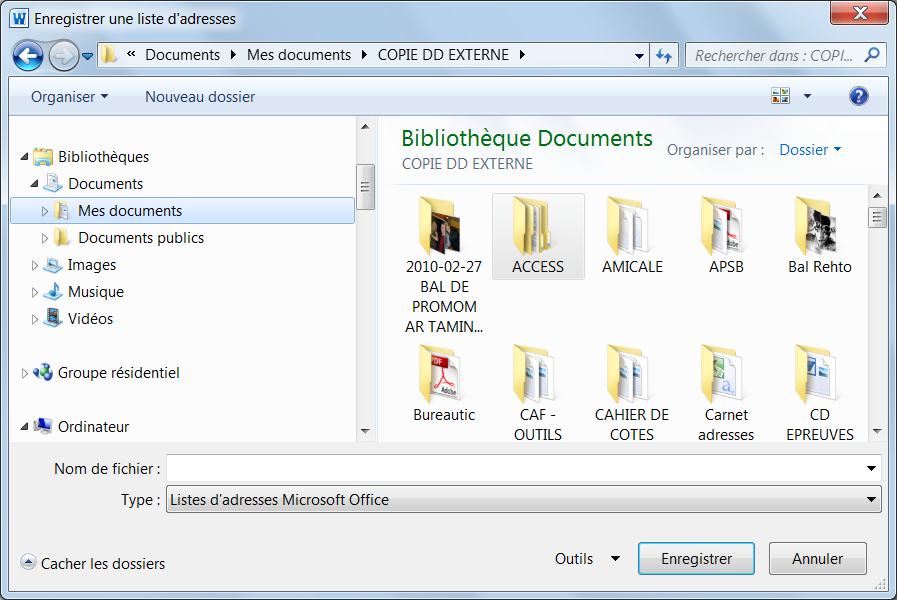 Enregistrer une liste d'adresses
« Documents Mes documents COPIE DD EXTERNE
Rechercher dans : COPI...
Organiser Nouveau dossier
Bibliothèques
Documents
Mes documents
Documents publics
Images
Musique
Vidéos
Groupe résidentiel
Ordinateur
Bibliothèque Documents
COPIE DD EXTERNE
Organiser par : Dossier
2010-02-27
BAL DE
PROMOM
AR TAMIN...
ACCESS
AMICALE
APSB
Bal Rehto
Bureautic
CAF -
OUTILS
CAHIER DE
COTES
Carnet
adresses
CD
EPREUVES
Nom de fichier :
Type : Listes d'adresses Microsoft Office
Cacher les dossiers
Outils Enregistrer Annuler